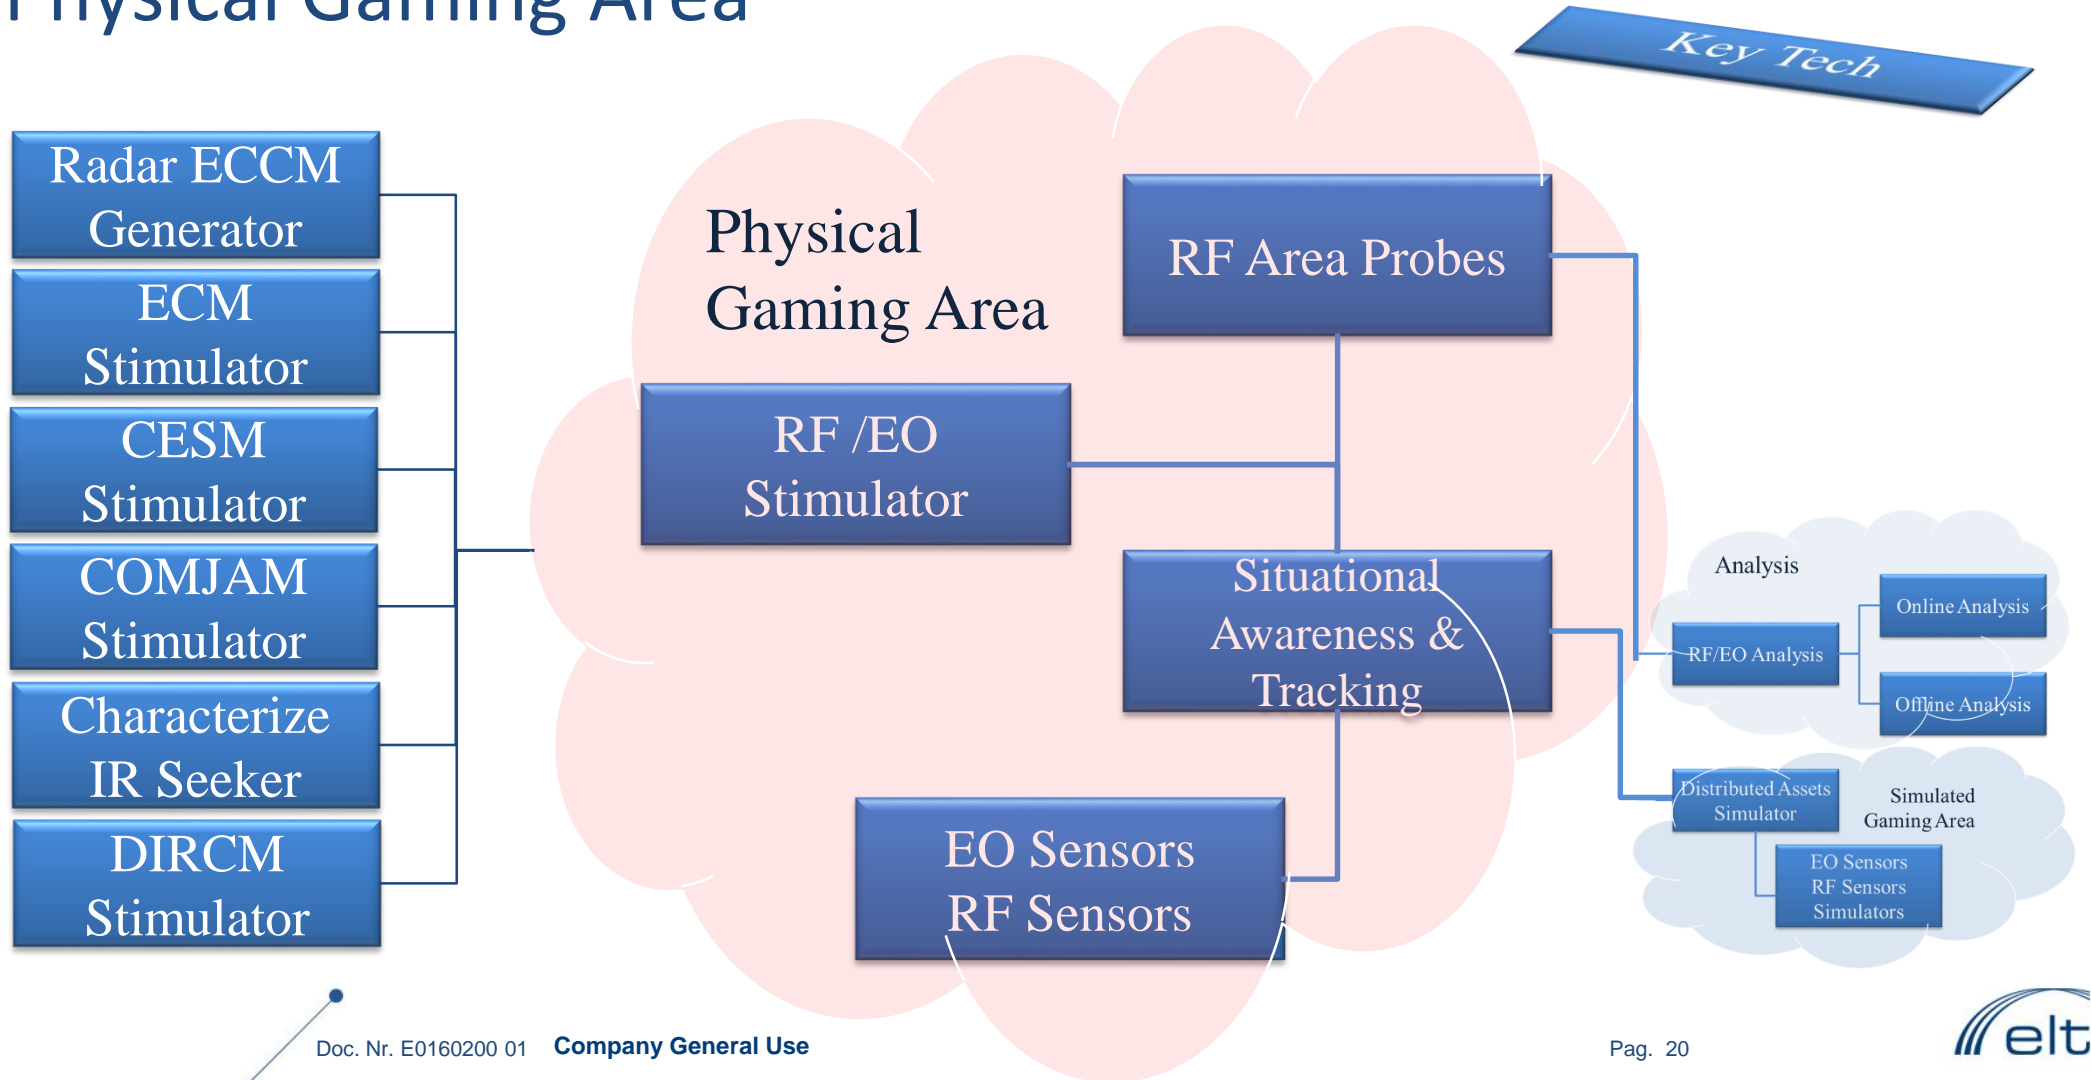 Physical Gaming Area
Key Tech
Radar ECCM
Generator
ECM
Stimulator
CESM
Stimulator
COMJAM
Stimulator
Characterize
IR Seeker
DIRCM
Stimulator
Physical
Gaming Area
RF /EO
Stimulator
RF Area Probes
Situational
Awareness &
Tracking
EO Sensors
RF Sensors
Analysis
RF/EO Analysis
Online Analysis
Offline Analysis
Distributed Assets
Simulator
Simulated
Gaming Area
EO Sensors
RF Sensors
Simulators
Doc. Nr. E0160200 01
Company General Use
Pag. 20
elt